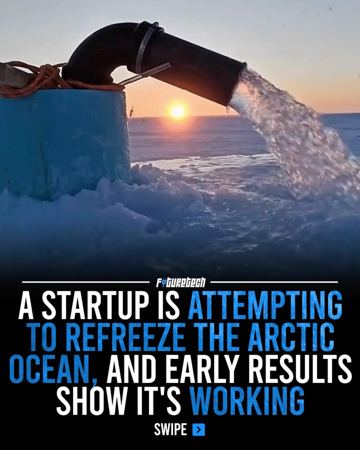 FUTURETECH
A STARTUP IS ATTEMPTING
TO REFREEZE THE ARCTIC
OCEAN, AND EARLY RESULTS
SHOW IT'S WORKING
SWIPE